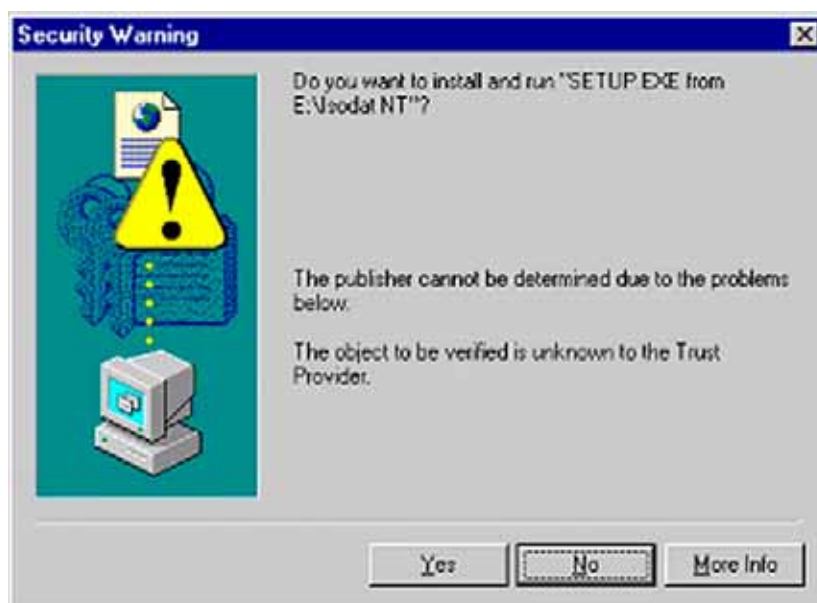 Security Warning
Do you want to install and run "SETUP.EXE from
E:\Isodat NT"?
The publisher cannot be determined due to the problems
below.
The object to be verified is unknown to the Trust
Provider.
Yes
No
More Info